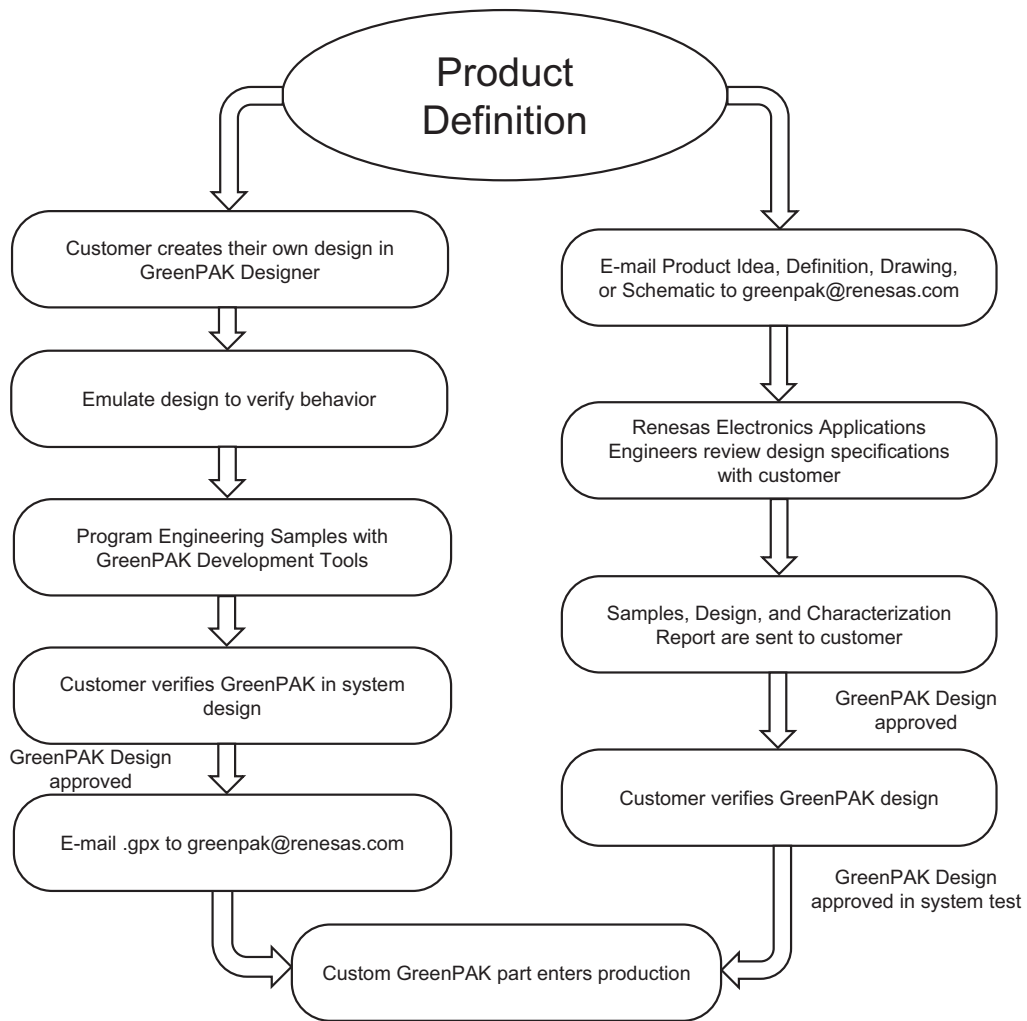 Product
Definition
Customer creates their own design in
GreenPAK Designer
Emulate design to verify behavior
Program Engineering Samples with
GreenPAK Development Tools
Customer verifies GreenPAK in system
design
GreenPAK Design
approved
E-mail .gpx to greenpak@renesas.com
E-mail Product Idea, Definition, Drawing,
or Schematic to greenpak@renesas.com
Renesas Electronics Applications
Engineers review design specifications
with customer
Samples, Design, and Characterization
Report are sent to customer
GreenPAK Design
approved
Customer verifies GreenPAK design
GreenPAK Design
approved in system test
Custom GreenPAK part enters production